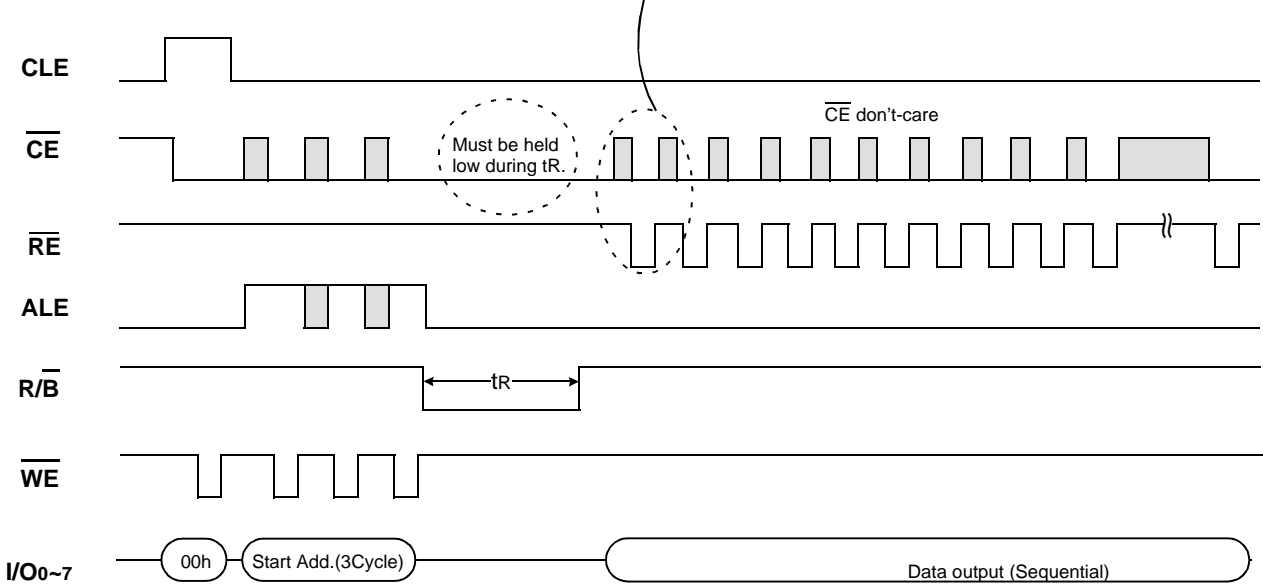 CLE
CE don't-care
CE
Must be held
low during tR.
RE
ALE
R/B
tR
WE
I/O0~7
00h
Start Add.(3Cycle)
Data output (Sequential)